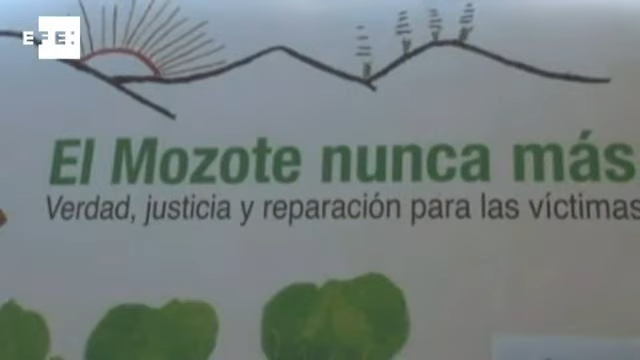 EFE:
El Mozote nunca más
Verdad, justicia y reparación para las víctimas